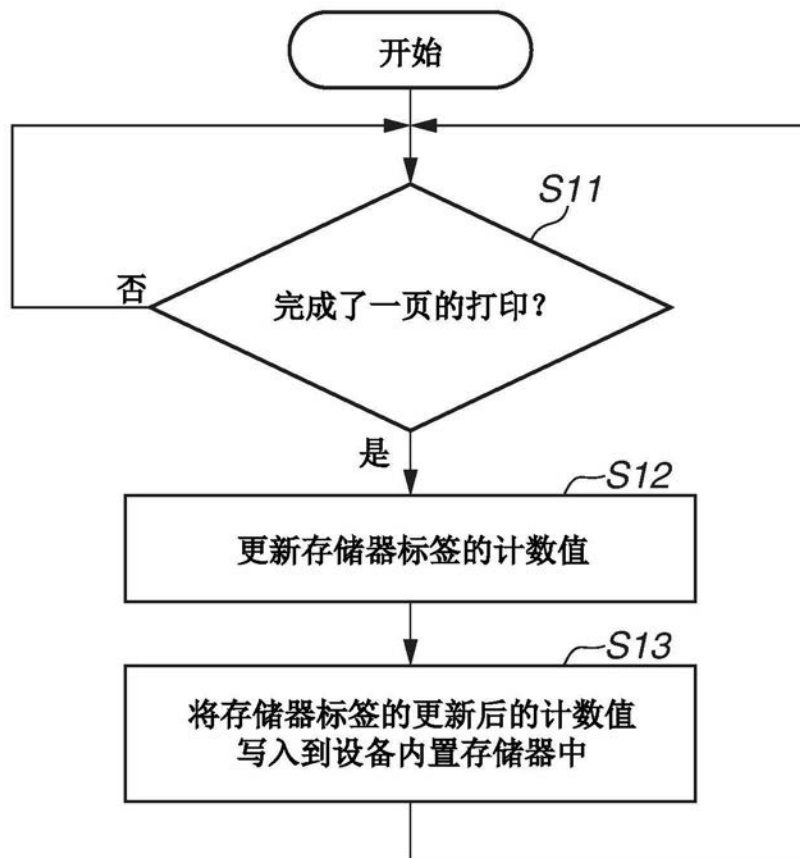 开始
S11
完成了一页的打印?
否
是
S12
更新存储器标签的计数值
S13
将存储器标签的更新后的计数值
写入到设备内置存储器中